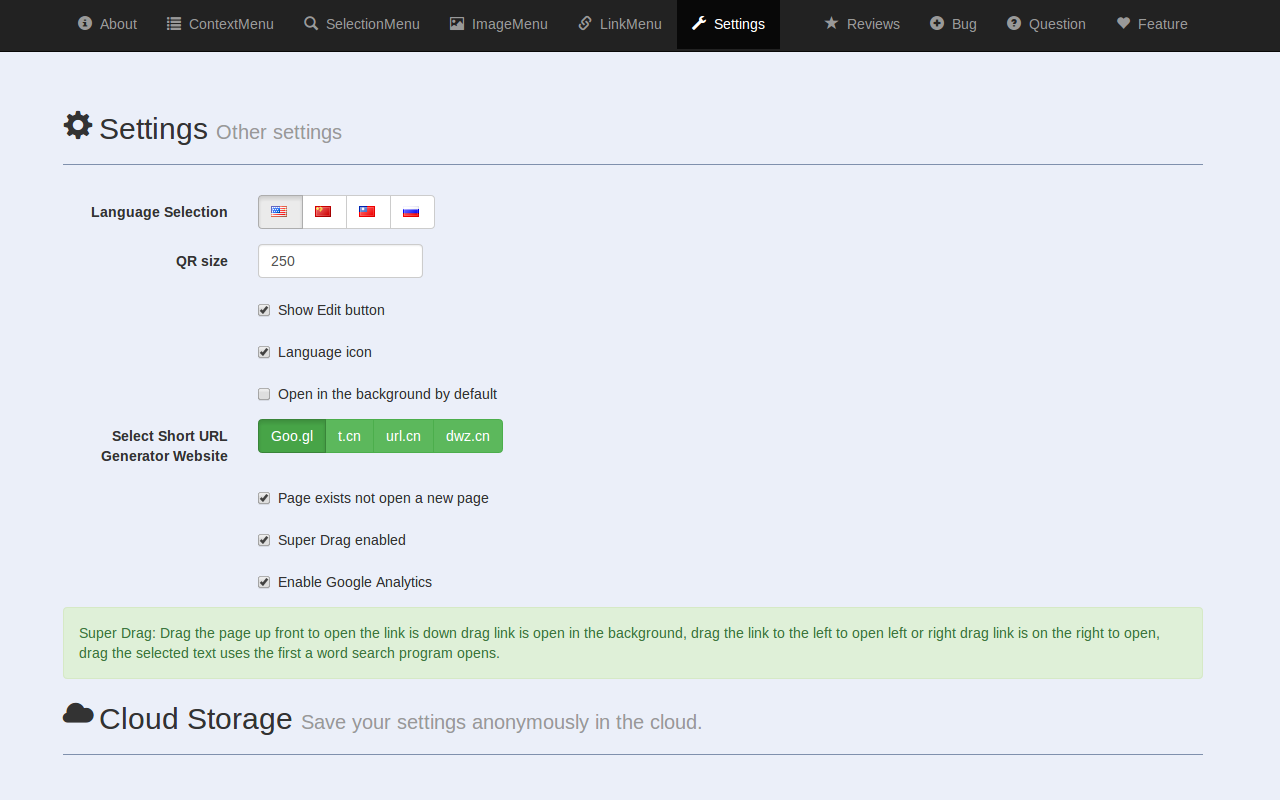 About ContextMenu SelectionMenu ImageMenu LinkMenu Settings Reviews Bug Question Feature
Settings Other settings
Language Selection
QR size 250
Show Edit button
Language icon
Open in the background by default
Select Short URL Generator Website
Goo.gl t.cn url.cn dwz.cn
Page exists not open a new page
Super Drag enabled
Enable Google Analytics
Super Drag: Drag the page up front to open the link is down drag link is open in the background, drag the link to the left to open left or right drag link is on the right to open,
drag the selected text uses the first a word search program opens.
Cloud Storage Save your settings anonymously in the cloud.